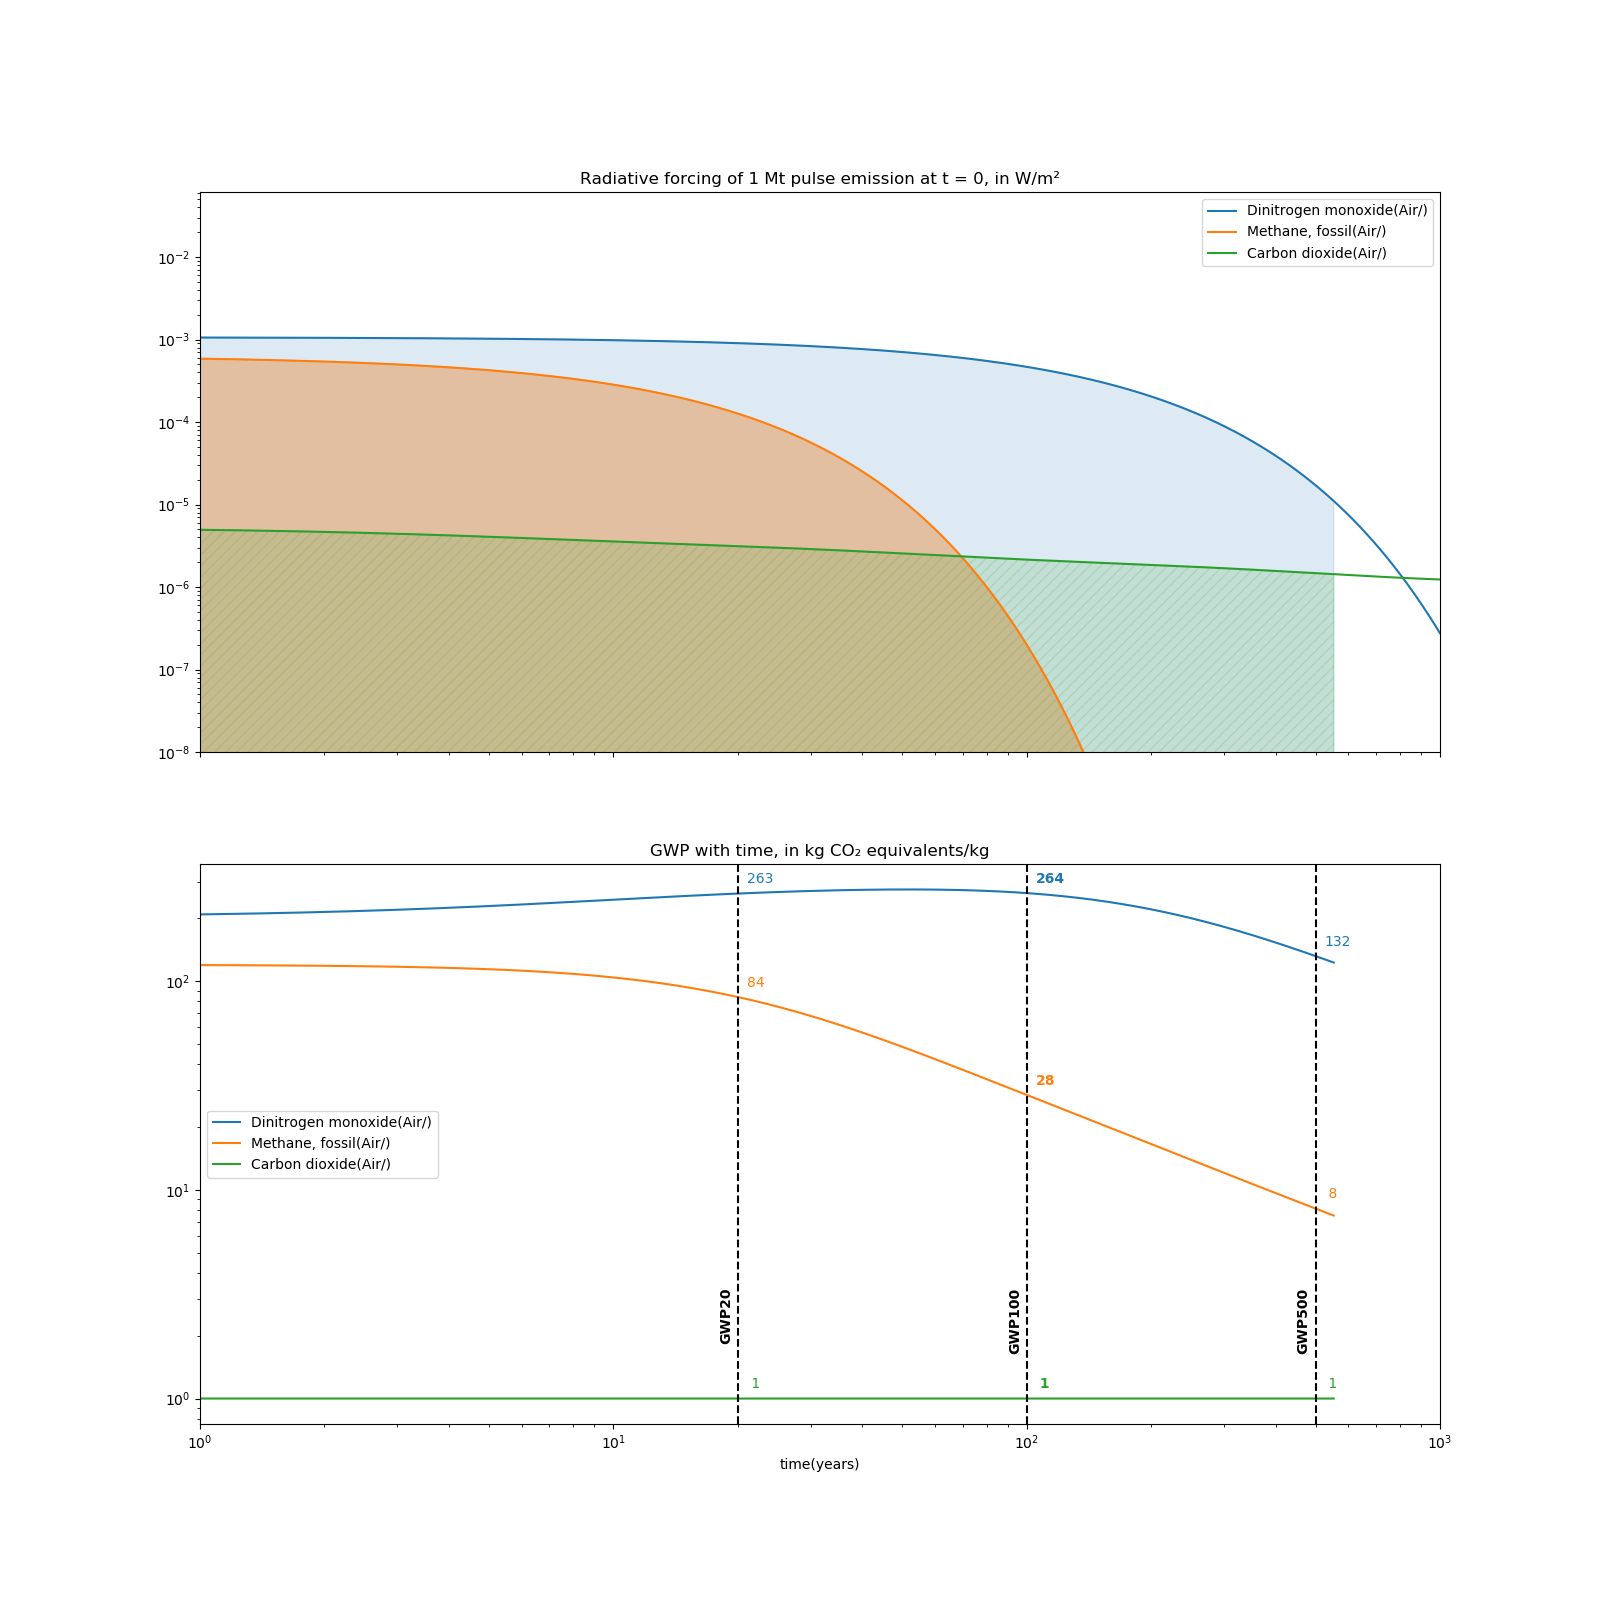 Radiative forcing of 1 Mt pulse emission at t = 0, in W/m²
Dinitrogen monoxide(Air/)
Methane, fossil(Air/)
Carbon dioxide(Air/)
10⁻²
10⁻³
10⁻⁴
10⁻⁵
10⁻⁶
10⁻⁷
10⁻⁸
GWP with time, in kg CO₂ equivalents/kg
263
264
132
10²
84
28
Dinitrogen monoxide(Air/)
Methane, fossil(Air/)
Carbon dioxide(Air/)
10¹
8
GWP20
GWP100
GWP500
1
1
1
10⁰
10⁰
10¹
10²
10³
time(years)